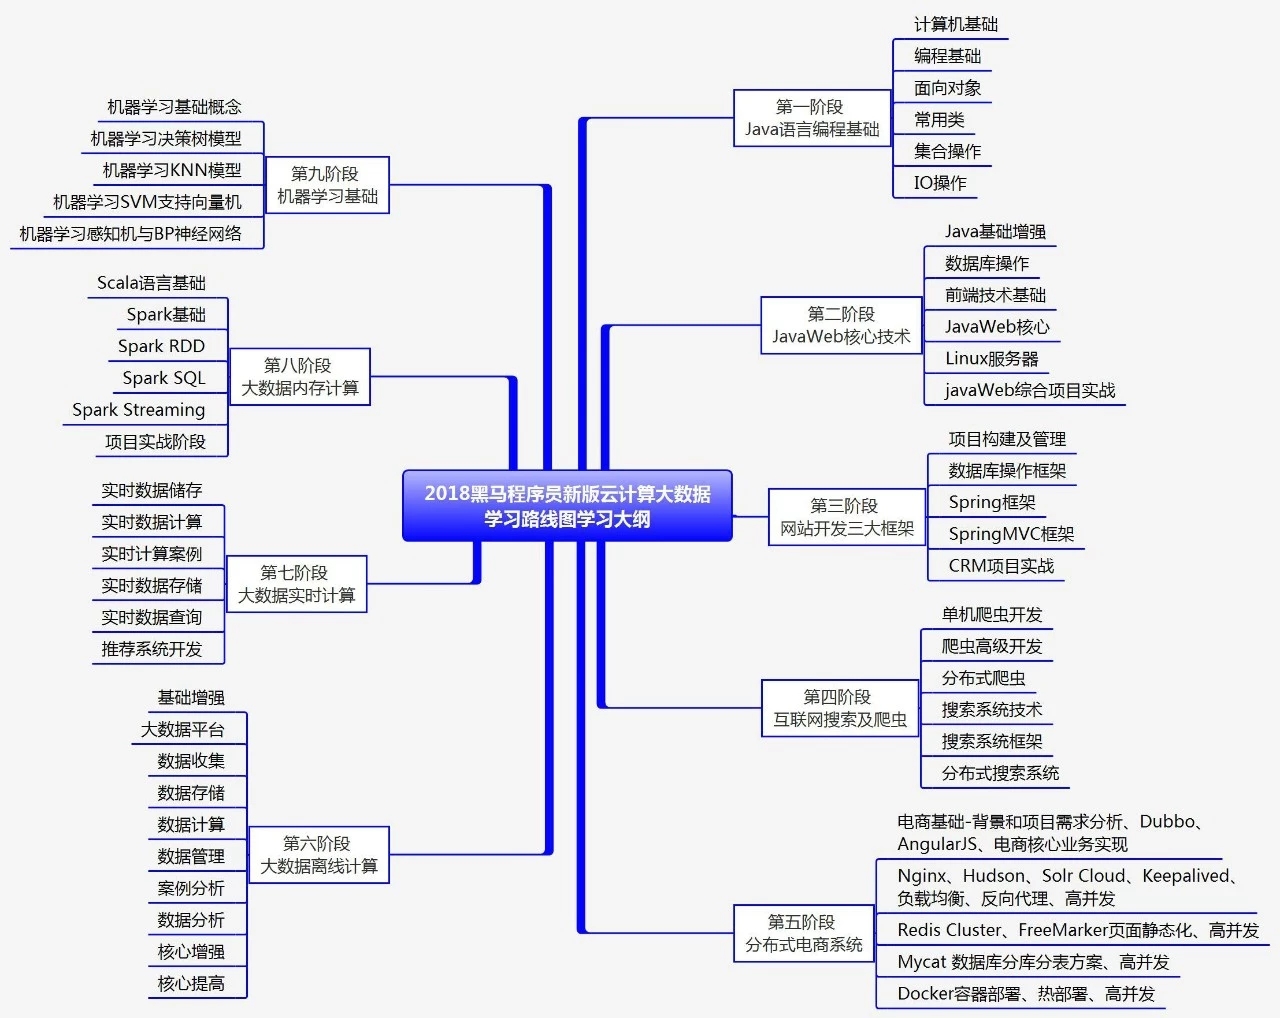 2018黑马程序员新版云计算大数据
学习路线图学习大纲
第一阶段
Java语言编程基础
计算机基础
编程基础
面向对象
常用类
集合操作
IO操作
第二阶段
JavaWeb核心技术
Java基础增强
数据库操作
前端技术基础
JavaWeb核心
Linux服务器
javaWeb综合项目实战
第三阶段
网站开发三大框架
项目构建及管理
数据库操作框架
Spring框架
SpringMVC框架
CRM项目实战
第四阶段
互联网搜索及爬虫
单机爬虫开发
爬虫高级开发
分布式爬虫
搜索系统技术
搜索系统框架
分布式搜索系统
第五阶段
分布式电商系统
电商基础-背景和项目需求分析、Dubbo、
AngularJS、电商核心业务实现
Nginx、Hudson、Solr Cloud、Keepalived、
负载均衡、反向代理、高并发
Redis Cluster、FreeMarker页面静态化、高并发
Mycat 数据库分库分表方案、高并发
Docker容器部署、热部署、高并发
第六阶段
大数据离线计算
基础增强
大数据平台
数据收集
数据存储
数据计算
数据管理
案例分析
数据分析
核心增强
核心提高
第七阶段
大数据实时计算
实时数据储存
实时数据计算
实时计算案例
实时数据存储
实时数据查询
推荐系统开发
第八阶段
大数据内存计算
Scala语言基础
Spark基础
Spark RDD
Spark SQL
Spark Streaming
项目实战阶段
第九阶段
机器学习基础
机器学习基础概念
机器学习决策树模型
机器学习KNN模型
机器学习SVM支持向量机
机器学习感知机与BP神经网络